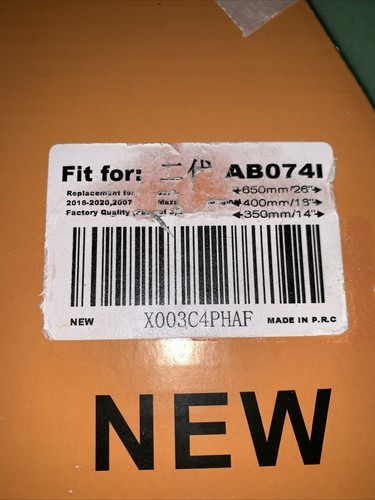 Fit for: 二代 AB074I
Replacement for
650mm/26"
2016-2020,2007 Maz
400mm/16"
Factory Quality
350mm/14"
NEW X003C4PHAF MADE IN P.R.C
NEW